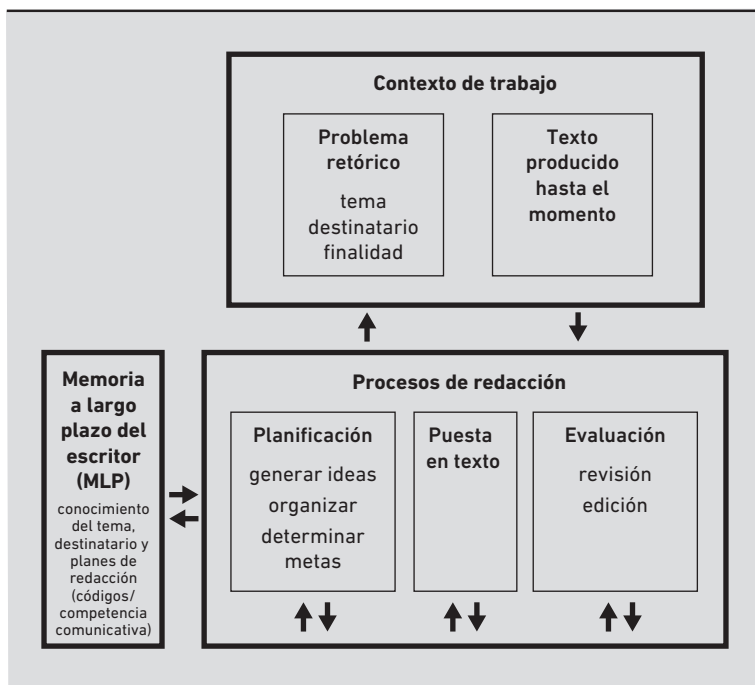 Contexto de trabajo
Problema
retórico
tema
destinatario
finalidad
Texto
producido
hasta el
momento
Memoria
a largo
plazo del
escritor
(MLP)
conocimiento
del tema,
destinatario y
planes de
redacción
(códigos/
competencia
comunicativa)
Procesos de redacción
Planificación
generar ideas
organizar
determinar
metas
Puesta
en texto
Evaluación
revisión
edición